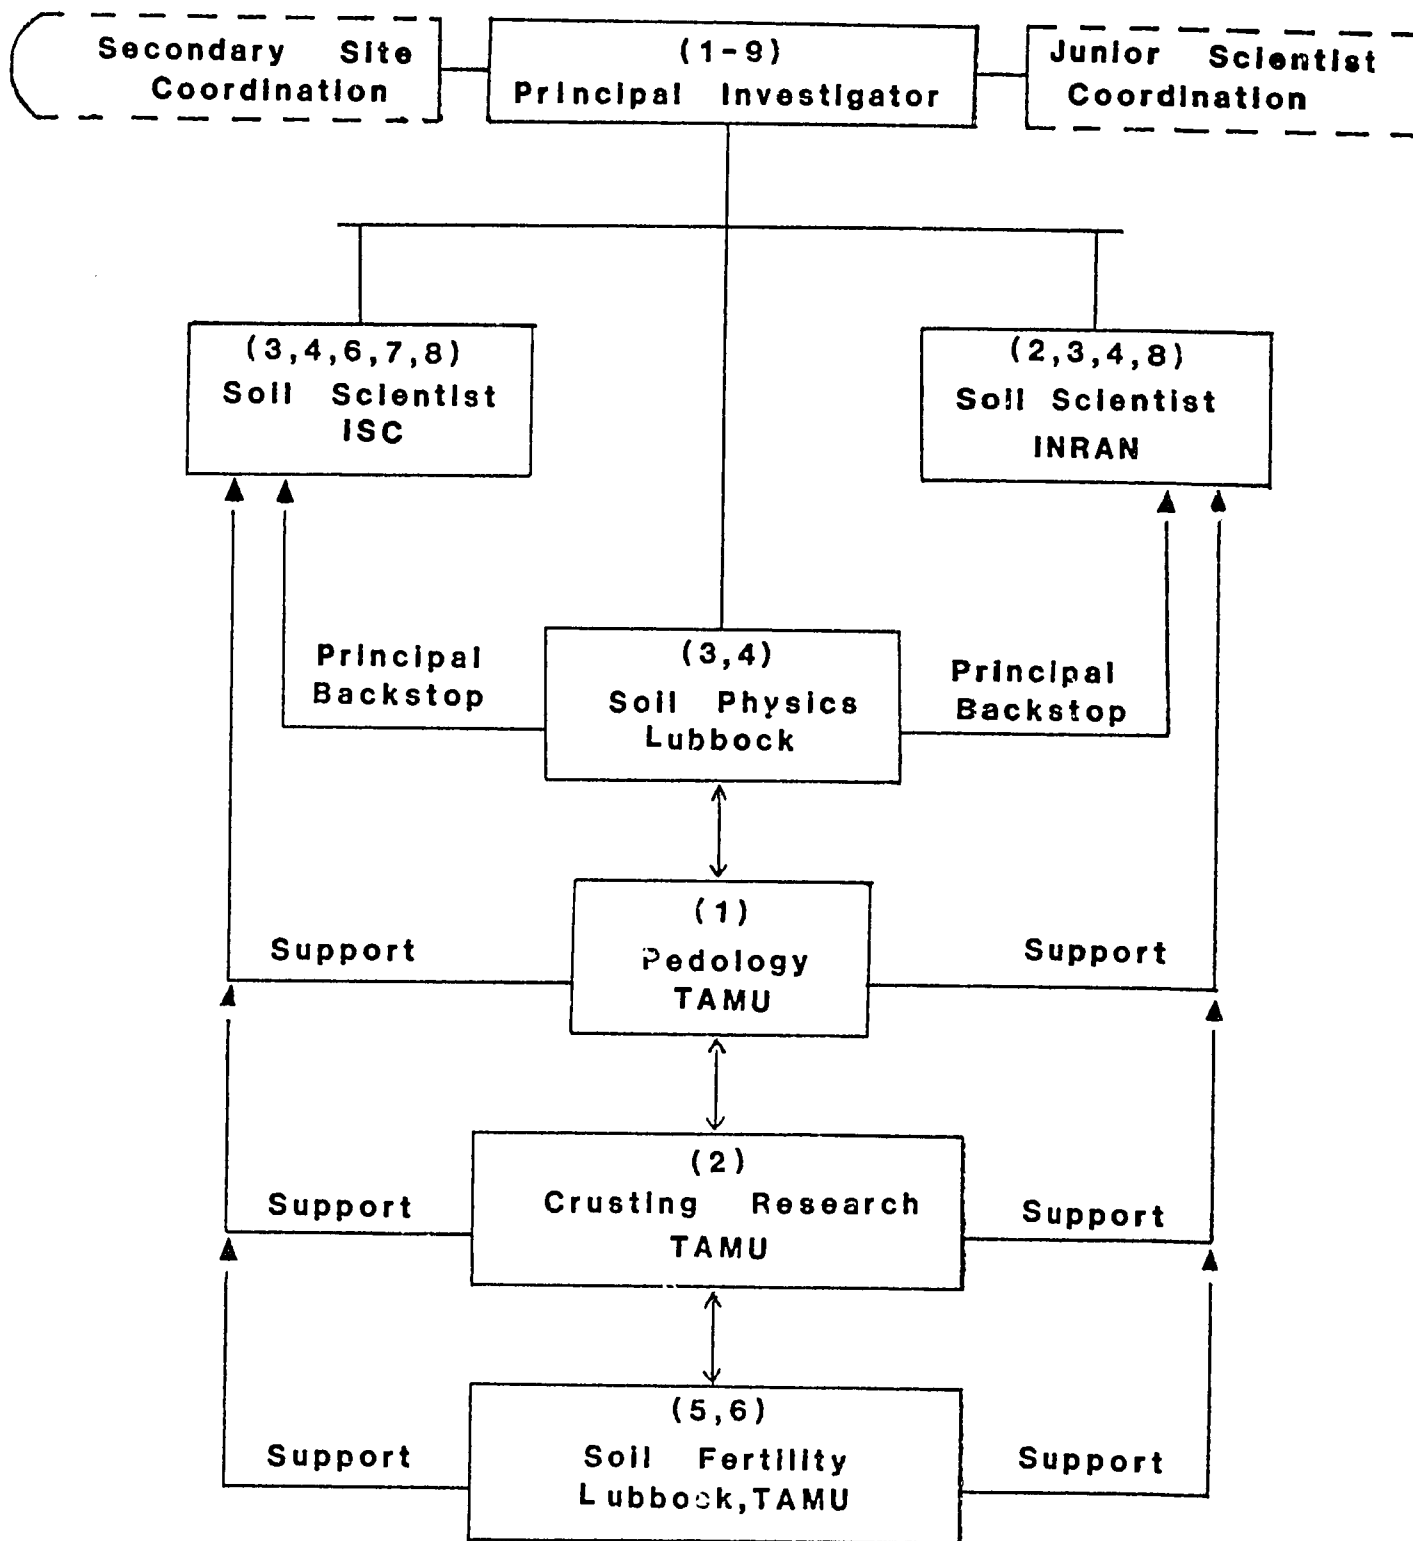 Secondary Site
Coordination
(1-9)
Principal Investigator
Junior Scientist
Coordination
(3,4,6,7,8)
Soil Scientist
ISC
(2,3,4,8)
Soil Scientist
INRAN
Principal
Backstop
(3,4)
Soil Physics
Lubbock
Principal
Backstop
Support
(1)
Pedology
TAMU
Support
Support
(2)
Crusting Research
TAMU
Support
Support
(5,6)
Soil Fertility
Lubbock,TAMU
Support